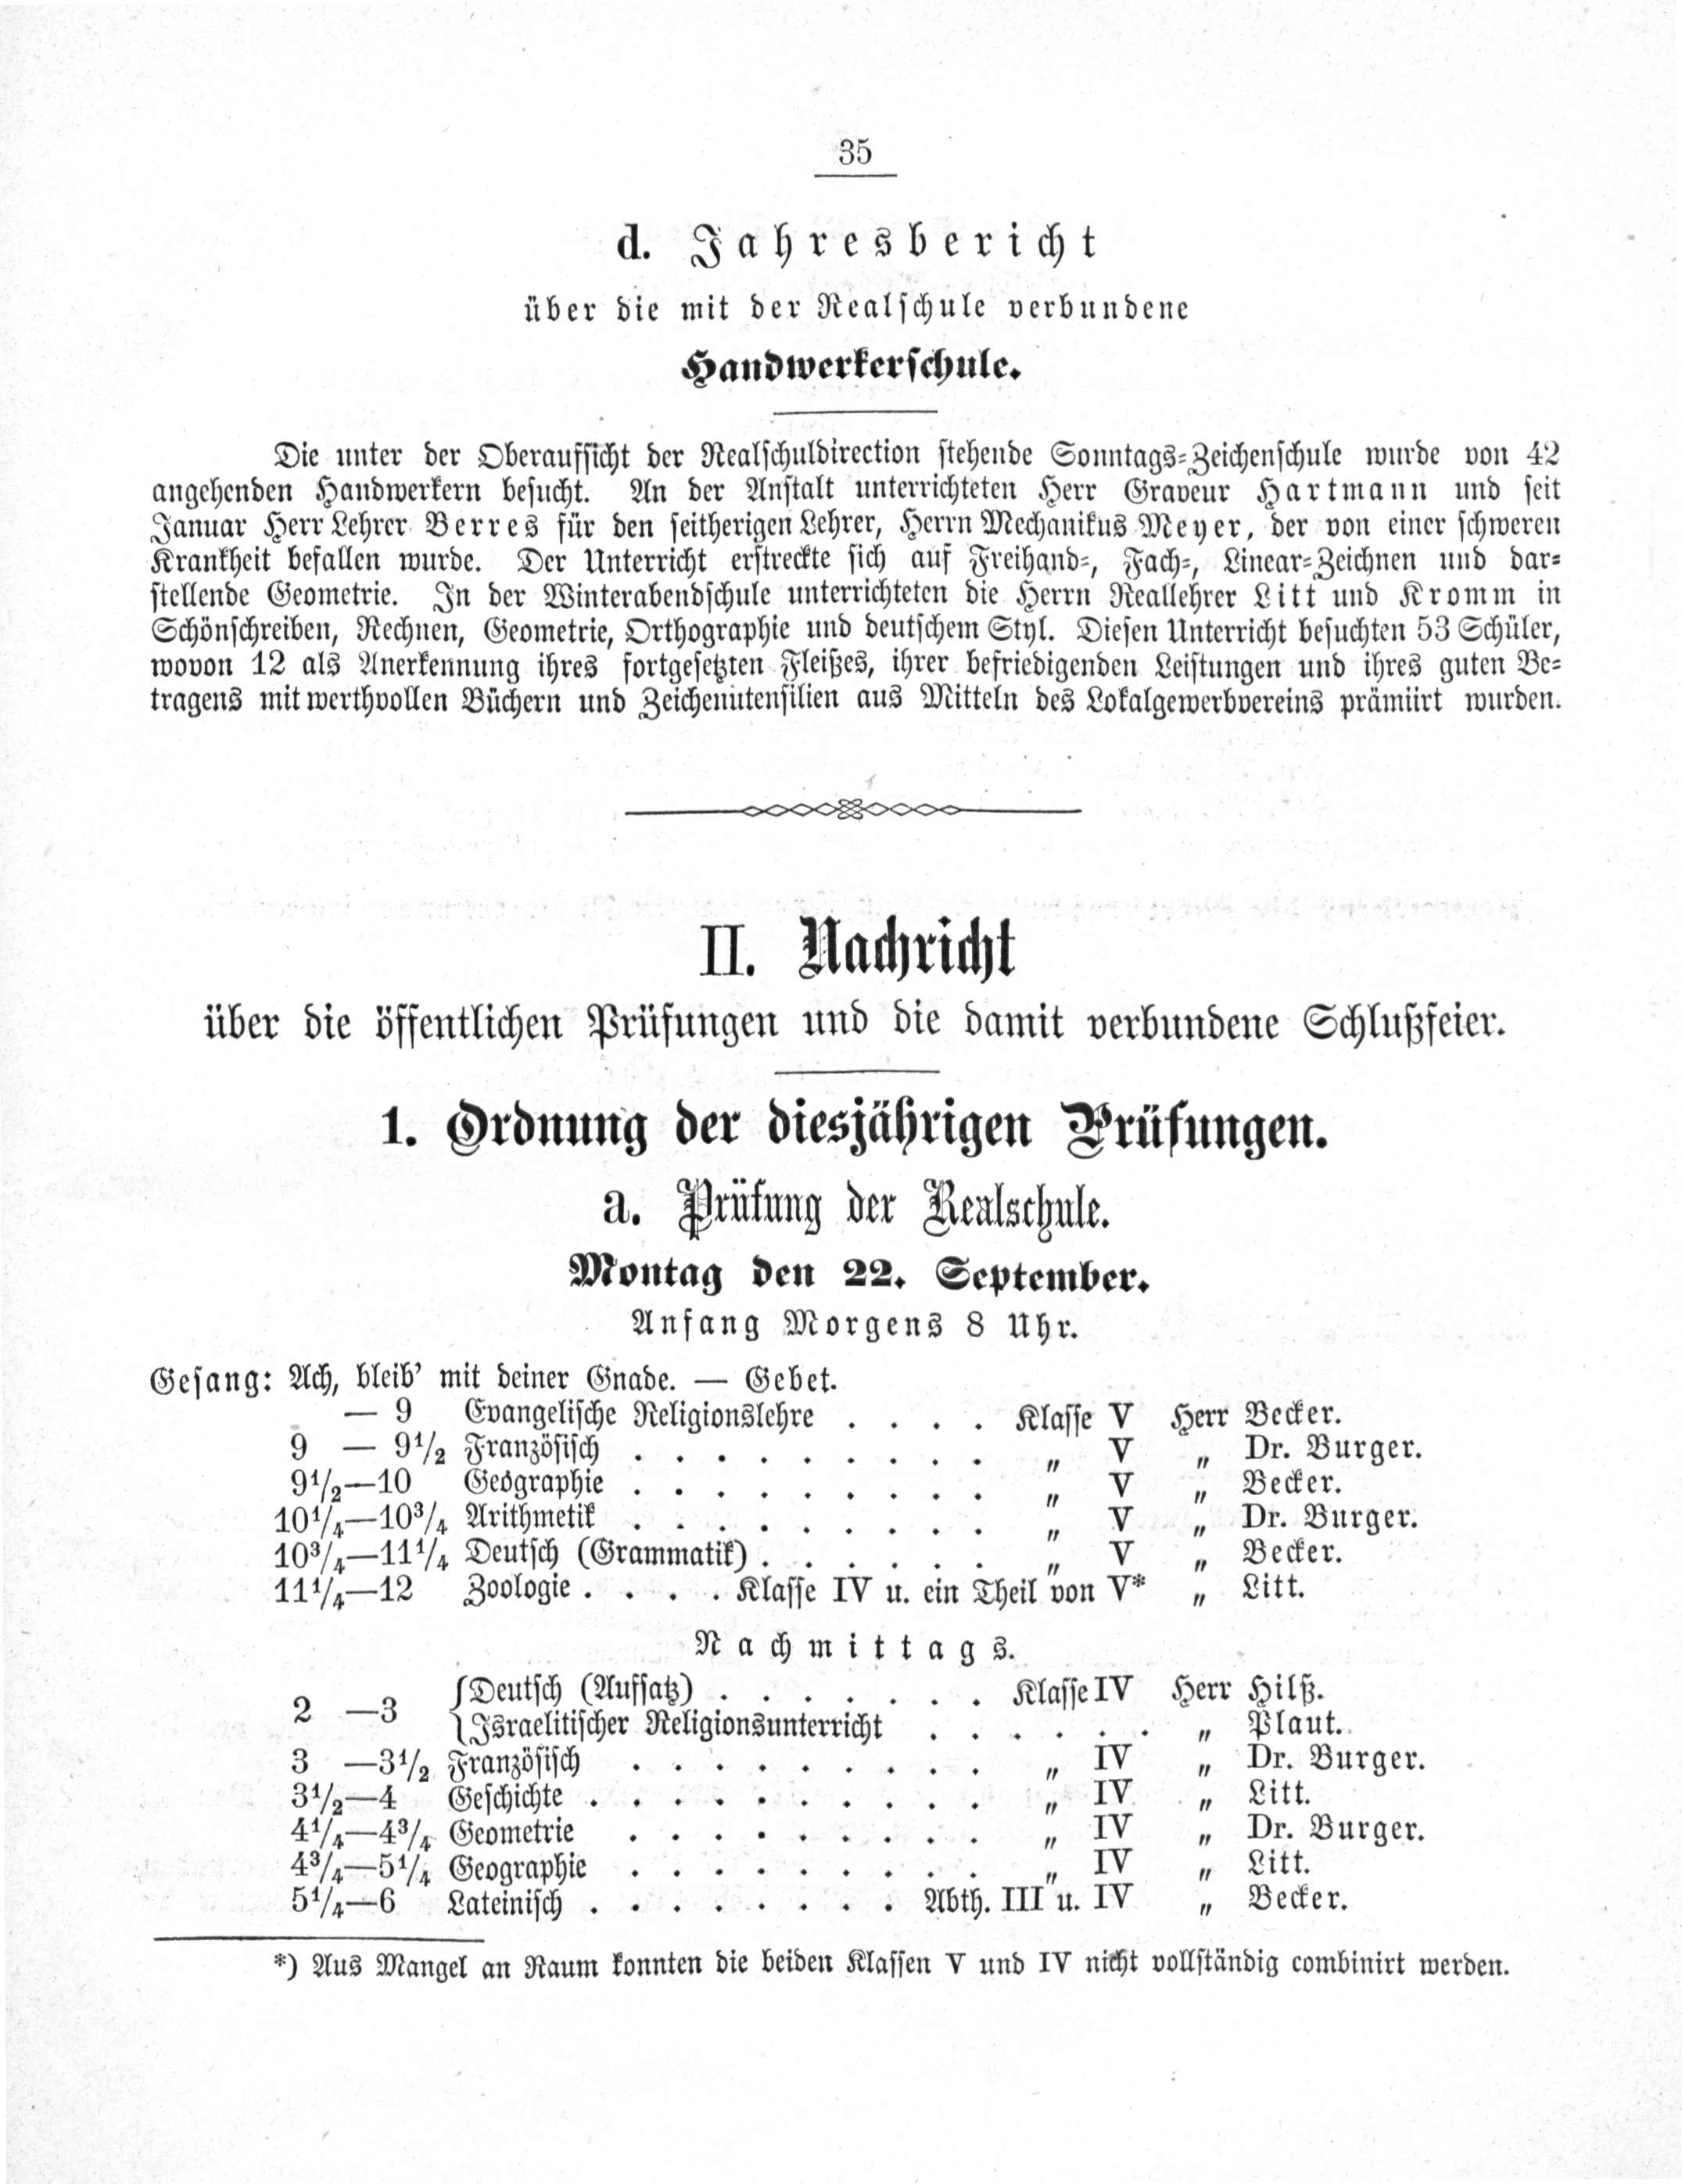 35
d. Jahresbericht
über die mit der Realschule verbundene
Handwerkerschule.
Die unter der Oberaufsicht der Realschuldirection stehende Sonntags-Zeichenschule wurde von 42
angehenden Handwerkern besucht. An der Anstalt unterrichteten Herr Graveur Hartmann und seit
Januar Herr Lehrer Berres für den seitherigen Lehrer, Herrn Mechanikus Meyer, der von einer schweren
Krankheit befallen wurde. Der Unterricht erstreckte sich auf Freihand-, Fach-, Linear-Zeichnen und dar-
stellende Geometrie. In der Winterabendschule unterrichteten die Herrn Reallehrer Litt und Kromm in
Schönschreiben, Rechnen, Geometrie, Orthographie und deutschem Styl. Diesen Unterricht besuchten 53 Schüler,
wovon 12 als Anerkennung ihres fortgesetzten Fleißes, ihrer befriedigenden Leistungen und ihres guten Be-
tragens mit werthvollen Büchern und Zeichenutensilien aus Mitteln des Lokalgewerbvereins prämiirt wurden.
II. Nachricht
über die öffentlichen Prüfungen und die damit verbundene Schlußfeier.
1. Ordnung der diesjährigen Prüfungen.
a. Prüfung der Realschule.
Montag den 22. September.
Anfang Morgens 8 Uhr.
Gesang: Ach, bleib' mit deiner Gnade. — Gebet.
— 9 Evangelische Religionslehre . . . . Klasse V Herr Becker.
9 — 9½ Französisch . . . . . . . . . „ V „ Dr. Burger.
9½—10 Geographie . . . . . . . . . „ V „ Becker.
10¼—10¾ Arithmetik . . . . . . . . . „ V „ Dr. Burger.
10¾—11¼ Deutsch (Grammatik) . . . . . . „ V „ Becker.
11¼—12 Zoologie . . . . Klasse IV u. ein Theil von V* „ Litt.
Nachmittags.
2 —3 {Deutsch (Aufsatz) . . . . . . . Klasse IV Herr Hilß.
{Israelitischer Religionsunterricht . . . . . . „ Plaut.
3 —3½ Französisch . . . . . . . . . „ IV „ Dr. Burger.
3½—4 Geschichte . . . . . . . . . . „ IV „ Litt.
4¼—4¾ Geometrie . . . . . . . . . „ IV „ Dr. Burger.
4¾—5¼ Geographie . . . . . . . . . „ IV „ Litt.
5¼—6 Lateinisch . . . . . . . . Abth. III u. IV „ Becker.
*) Aus Mangel an Raum konnten die beiden Klassen V und IV nicht vollständig combinirt werden.